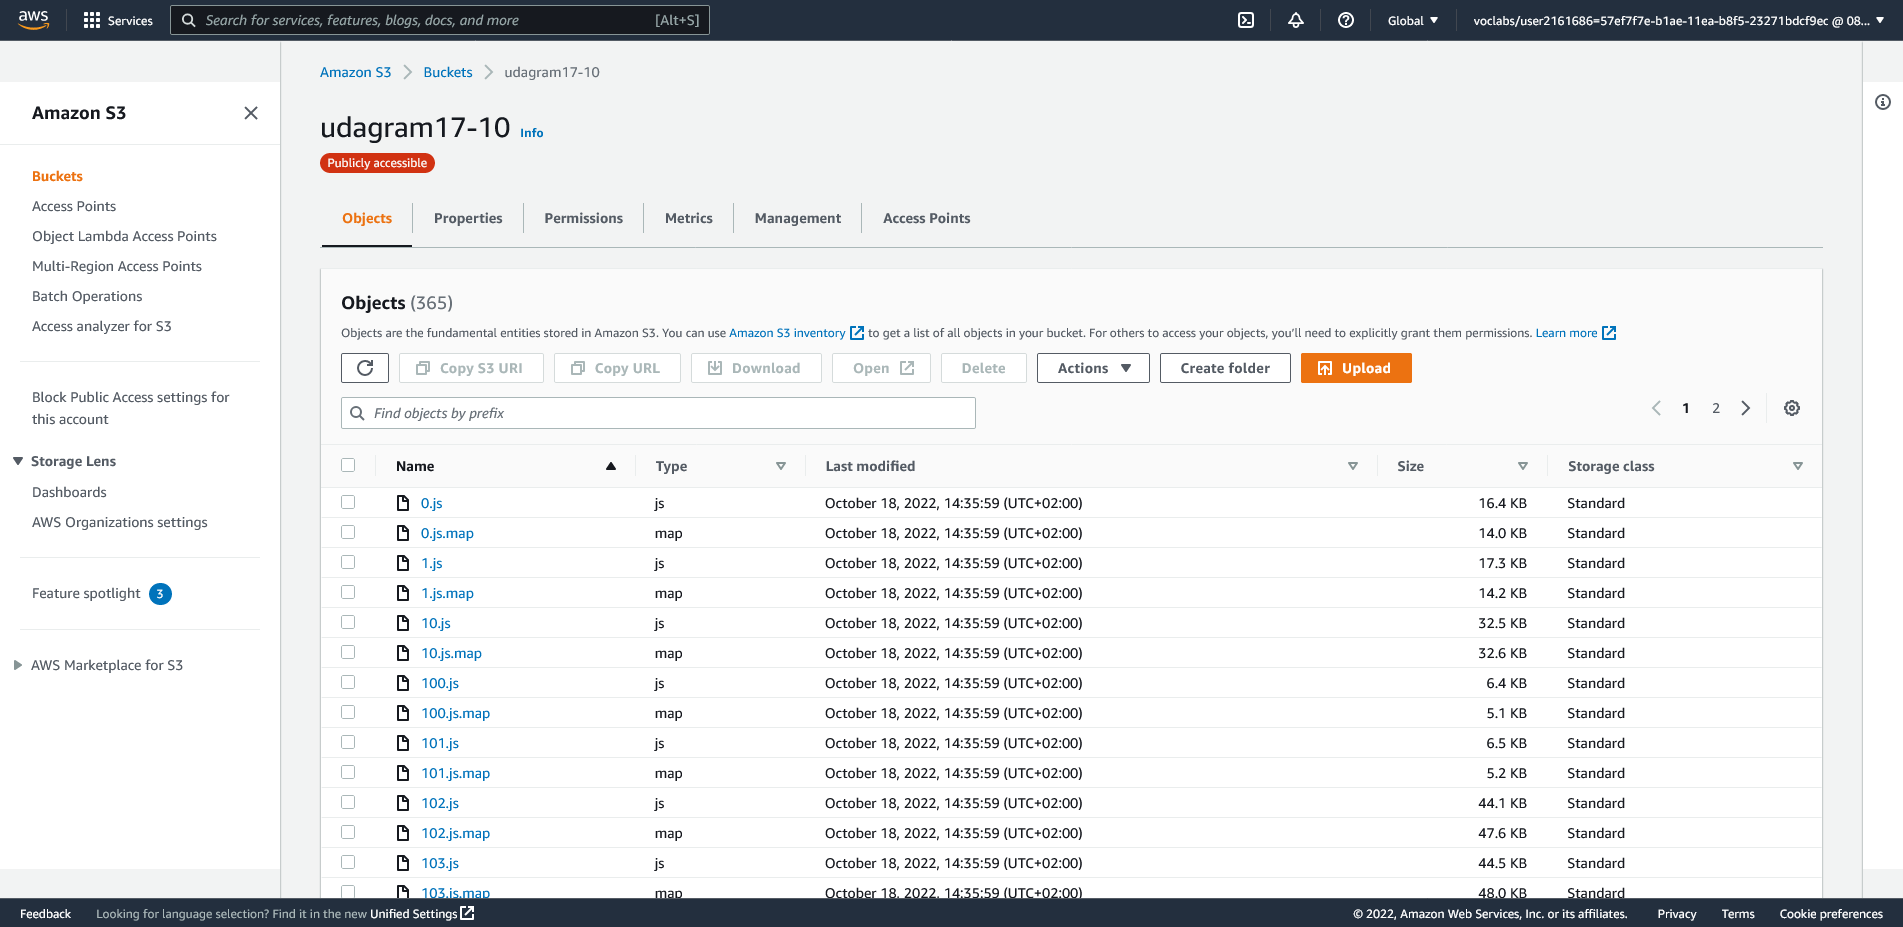 aws Services Search for services, features, blogs, docs, and more [Alt+S] Global voclabs/user2161686=57ef7f7e-b1ae-11ea-b8f5-23271bdcf9ec @ 08...
Amazon S3
Buckets
Access Points
Object Lambda Access Points
Multi-Region Access Points
Batch Operations
Access analyzer for S3
Block Public Access settings for
this account
Storage Lens
Dashboards
AWS Organizations settings
Feature spotlight 3
AWS Marketplace for S3
Amazon S3 Buckets udagram17-10
udagram17-10 Info
Publicly accessible
Objects Properties Permissions Metrics Management Access Points
Objects (365)
Objects are the fundamental entities stored in Amazon S3. You can use Amazon S3 inventory to get a list of all objects in your bucket. For others to access your objects, you'll need to explicitly grant them permissions. Learn more
Copy S3 URI Copy URL Download Open Delete Actions Create folder Upload
Find objects by prefix 1 2
Name Type Last modified Size Storage class
0.js js October 18, 2022, 14:35:59 (UTC+02:00) 16.4 KB Standard
0.js.map map October 18, 2022, 14:35:59 (UTC+02:00) 14.0 KB Standard
1.js js October 18, 2022, 14:35:59 (UTC+02:00) 17.3 KB Standard
1.js.map map October 18, 2022, 14:35:59 (UTC+02:00) 14.2 KB Standard
10.js js October 18, 2022, 14:35:59 (UTC+02:00) 32.5 KB Standard
10.js.map map October 18, 2022, 14:35:59 (UTC+02:00) 32.6 KB Standard
100.js js October 18, 2022, 14:35:59 (UTC+02:00) 6.4 KB Standard
100.js.map map October 18, 2022, 14:35:59 (UTC+02:00) 5.1 KB Standard
101.js js October 18, 2022, 14:35:59 (UTC+02:00) 6.5 KB Standard
101.js.map map October 18, 2022, 14:35:59 (UTC+02:00) 5.2 KB Standard
102.js js October 18, 2022, 14:35:59 (UTC+02:00) 44.1 KB Standard
102.js.map map October 18, 2022, 14:35:59 (UTC+02:00) 47.6 KB Standard
103.js js October 18, 2022, 14:35:59 (UTC+02:00) 44.5 KB Standard
103.js.map map October 18, 2022, 14:35:59 (UTC+02:00) 48.0 KB Standard
Feedback Looking for language selection? Find it in the new Unified Settings © 2022, Amazon Web Services, Inc. or its affiliates. Privacy Terms Cookie preferences